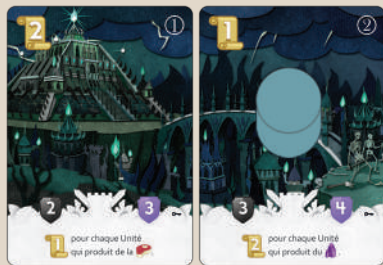 2 ①
2 3
1 pour chaque Unité
qui produit de la
1 ②
3 4
2 pour chaque Unité
qui produit du .